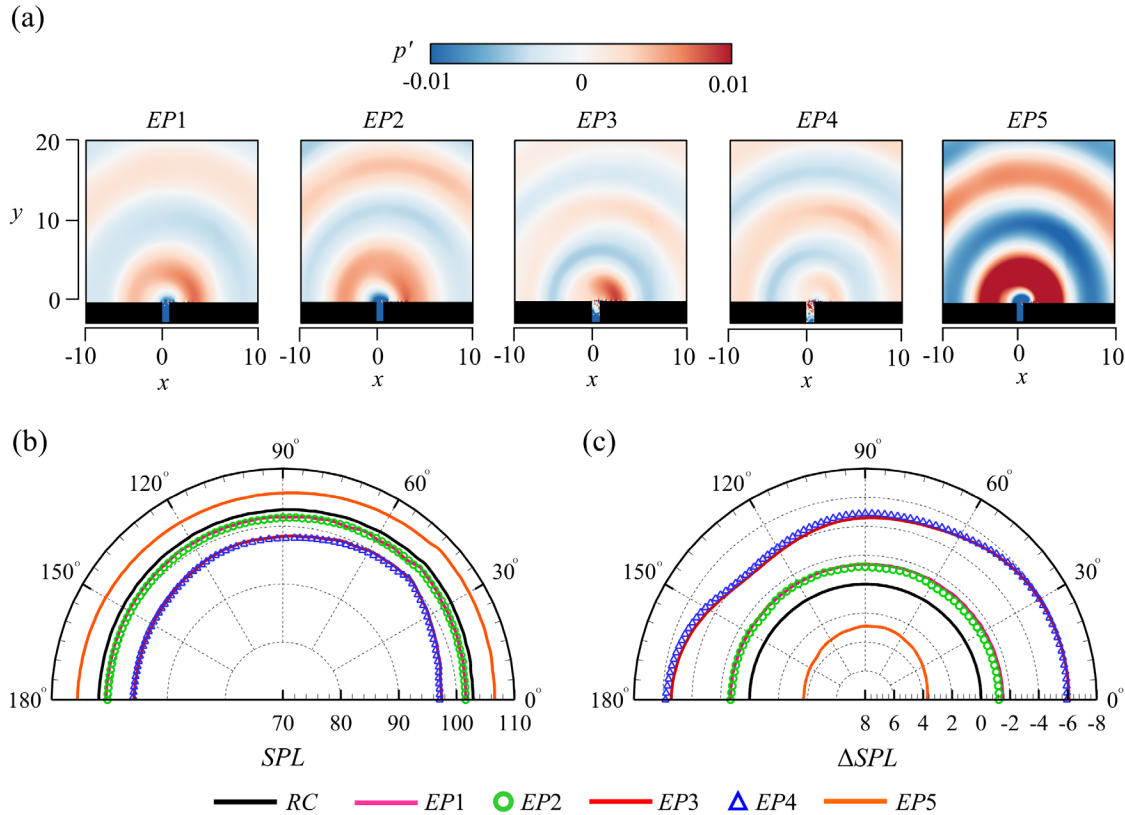 (a)
p′
-0.01 0 0.01
EP1 EP2 EP3 EP4 EP5
20
y 10
0
-10 0 10 -10 0 10 -10 0 10 -10 0 10 -10 0 10
x x x x x
(b) (c)
90° 90°
120° 60° 120° 60°
150° 30° 150° 30°
180° 0° 180° 0°
70 80 90 100 110 8 6 4 2 0 -2 -4 -6 -8
SPL ΔSPL
RC EP1 EP2 EP3 EP4 EP5